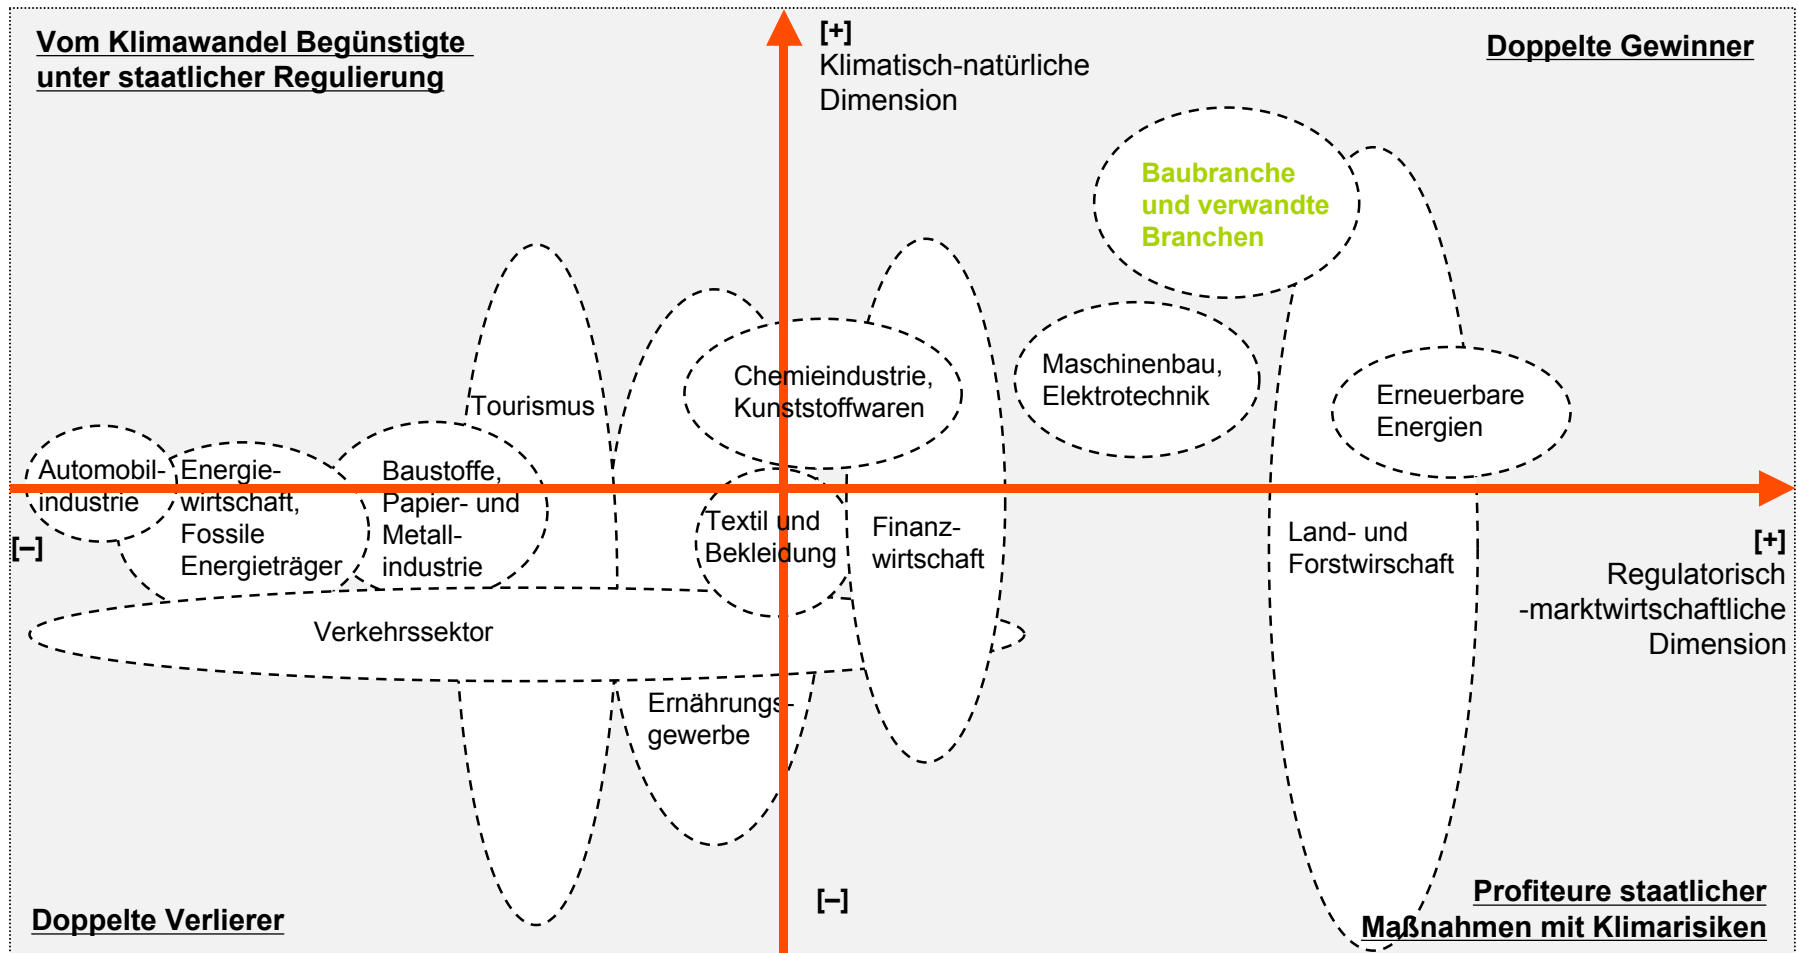 Vom Klimawandel Begünstigte
unter staatlicher Regulierung
[+]
Klimatisch-natürliche
Dimension
Doppelte Gewinner
Baubranche
und verwandte
Branchen
Tourismus
Chemieindustrie,
Kunststoffwaren
Maschinenbau,
Elektrotechnik
Erneuerbare
Energien
Automobil-
industrie
Energie-
wirtschaft,
Fossile
Energieträger
Baustoffe,
Papier- und
Metall-
industrie
Textil und
Bekleidung
Finanz-
wirtschaft
Land- und
Forstwirschaft
[–]
[+]
Regulatorisch
-marktwirtschaftliche
Dimension
Verkehrssektor
Ernährungs-
gewerbe
[–]
Doppelte Verlierer
Profiteure staatlicher
Maßnahmen mit Klimarisiken